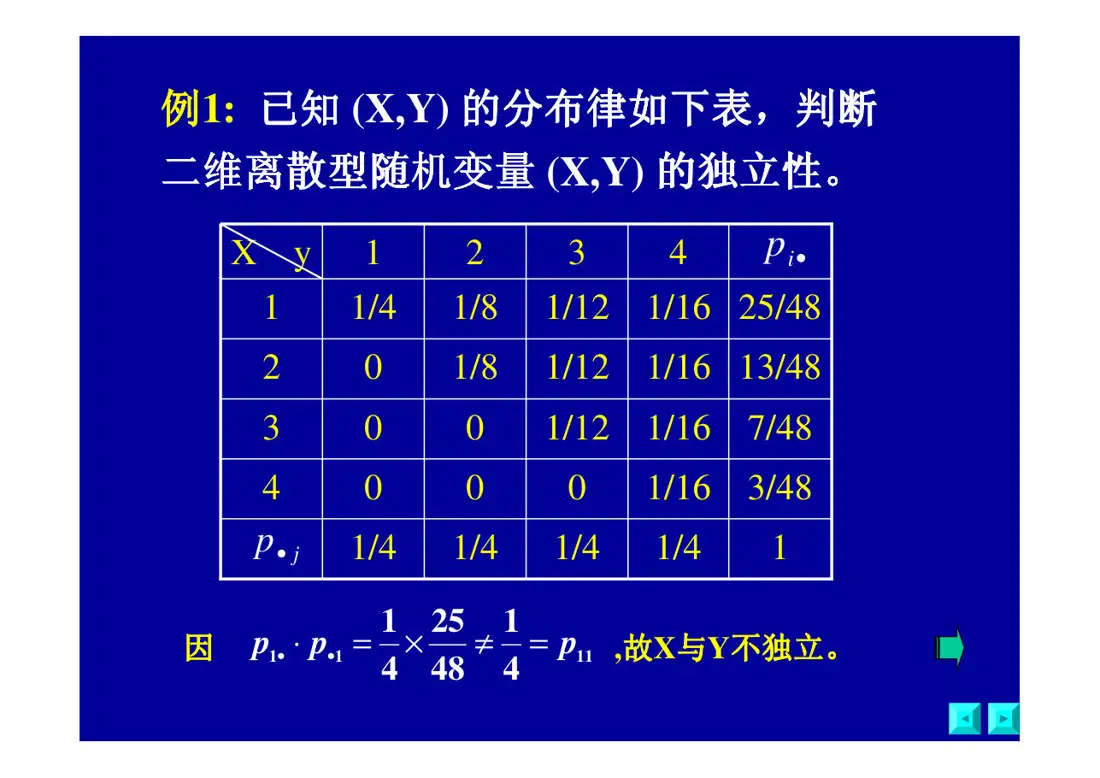 例1: 已知 (X,Y) 的分布律如下表，判断
二维离散型随机变量 (X,Y) 的独立性。
X y 1 2 3 4 p i•
1 1/4 1/8 1/12 1/16 25/48
2 0 1/8 1/12 1/16 13/48
3 0 0 1/12 1/16 7/48
4 0 0 0 1/16 3/48
p •j 1/4 1/4 1/4 1/4 1
因 p1• · p•1 = 1/4 × 25/48 ≠ 1/4 = p11 ,故X与Y不独立。